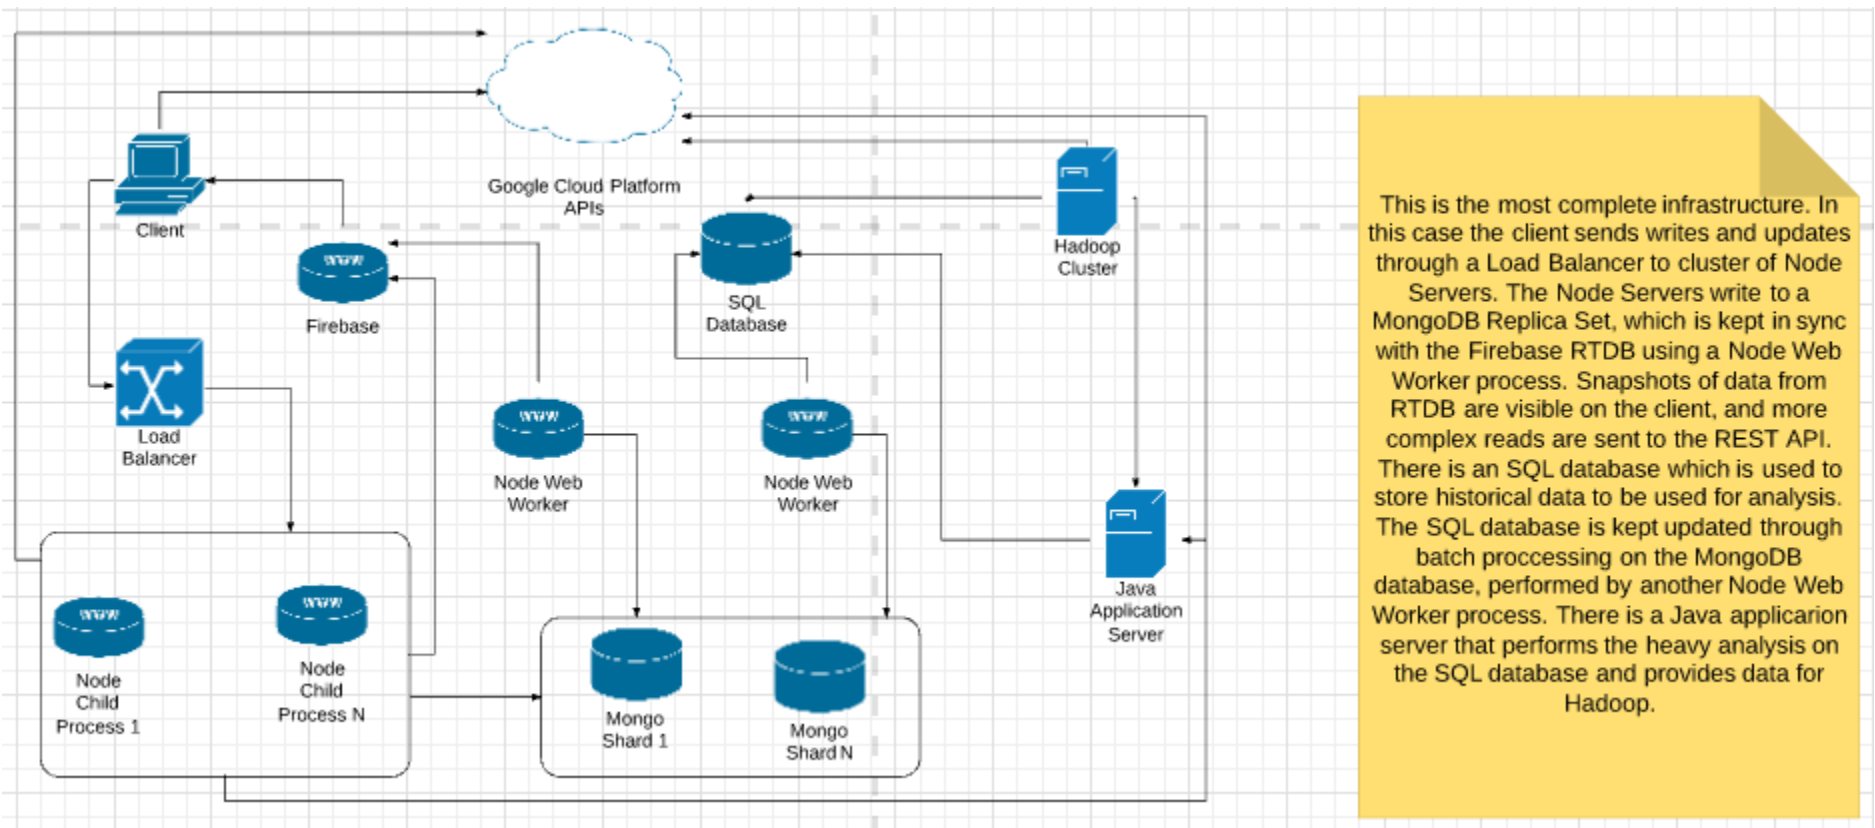 Google Cloud Platform
APIs
Client
WWW
Firebase
SQL
Database
Hadoop
Cluster
Load
Balancer
WWW
Node Web
Worker
WWW
Node Web
Worker
Java
Application
Server
WWW
Node
Child
Process 1
WWW
Node
Child
Process N
Mongo
Shard 1
Mongo
Shard N
This is the most complete infrastructure. In
this case the client sends writes and updates
through a Load Balancer to cluster of Node
Servers. The Node Servers write to a
MongoDB Replica Set, which is kept in sync
with the Firebase RTDB using a Node Web
Worker process. Snapshots of data from
RTDB are visible on the client, and more
complex reads are sent to the REST API.
There is an SQL database which is used to
store historical data to be used for analysis.
The SQL database is kept updated through
batch proccessing on the MongoDB
database, performed by another Node Web
Worker process. There is a Java applicarion
server that performs the heavy analysis on
the SQL database and provides data for
Hadoop.